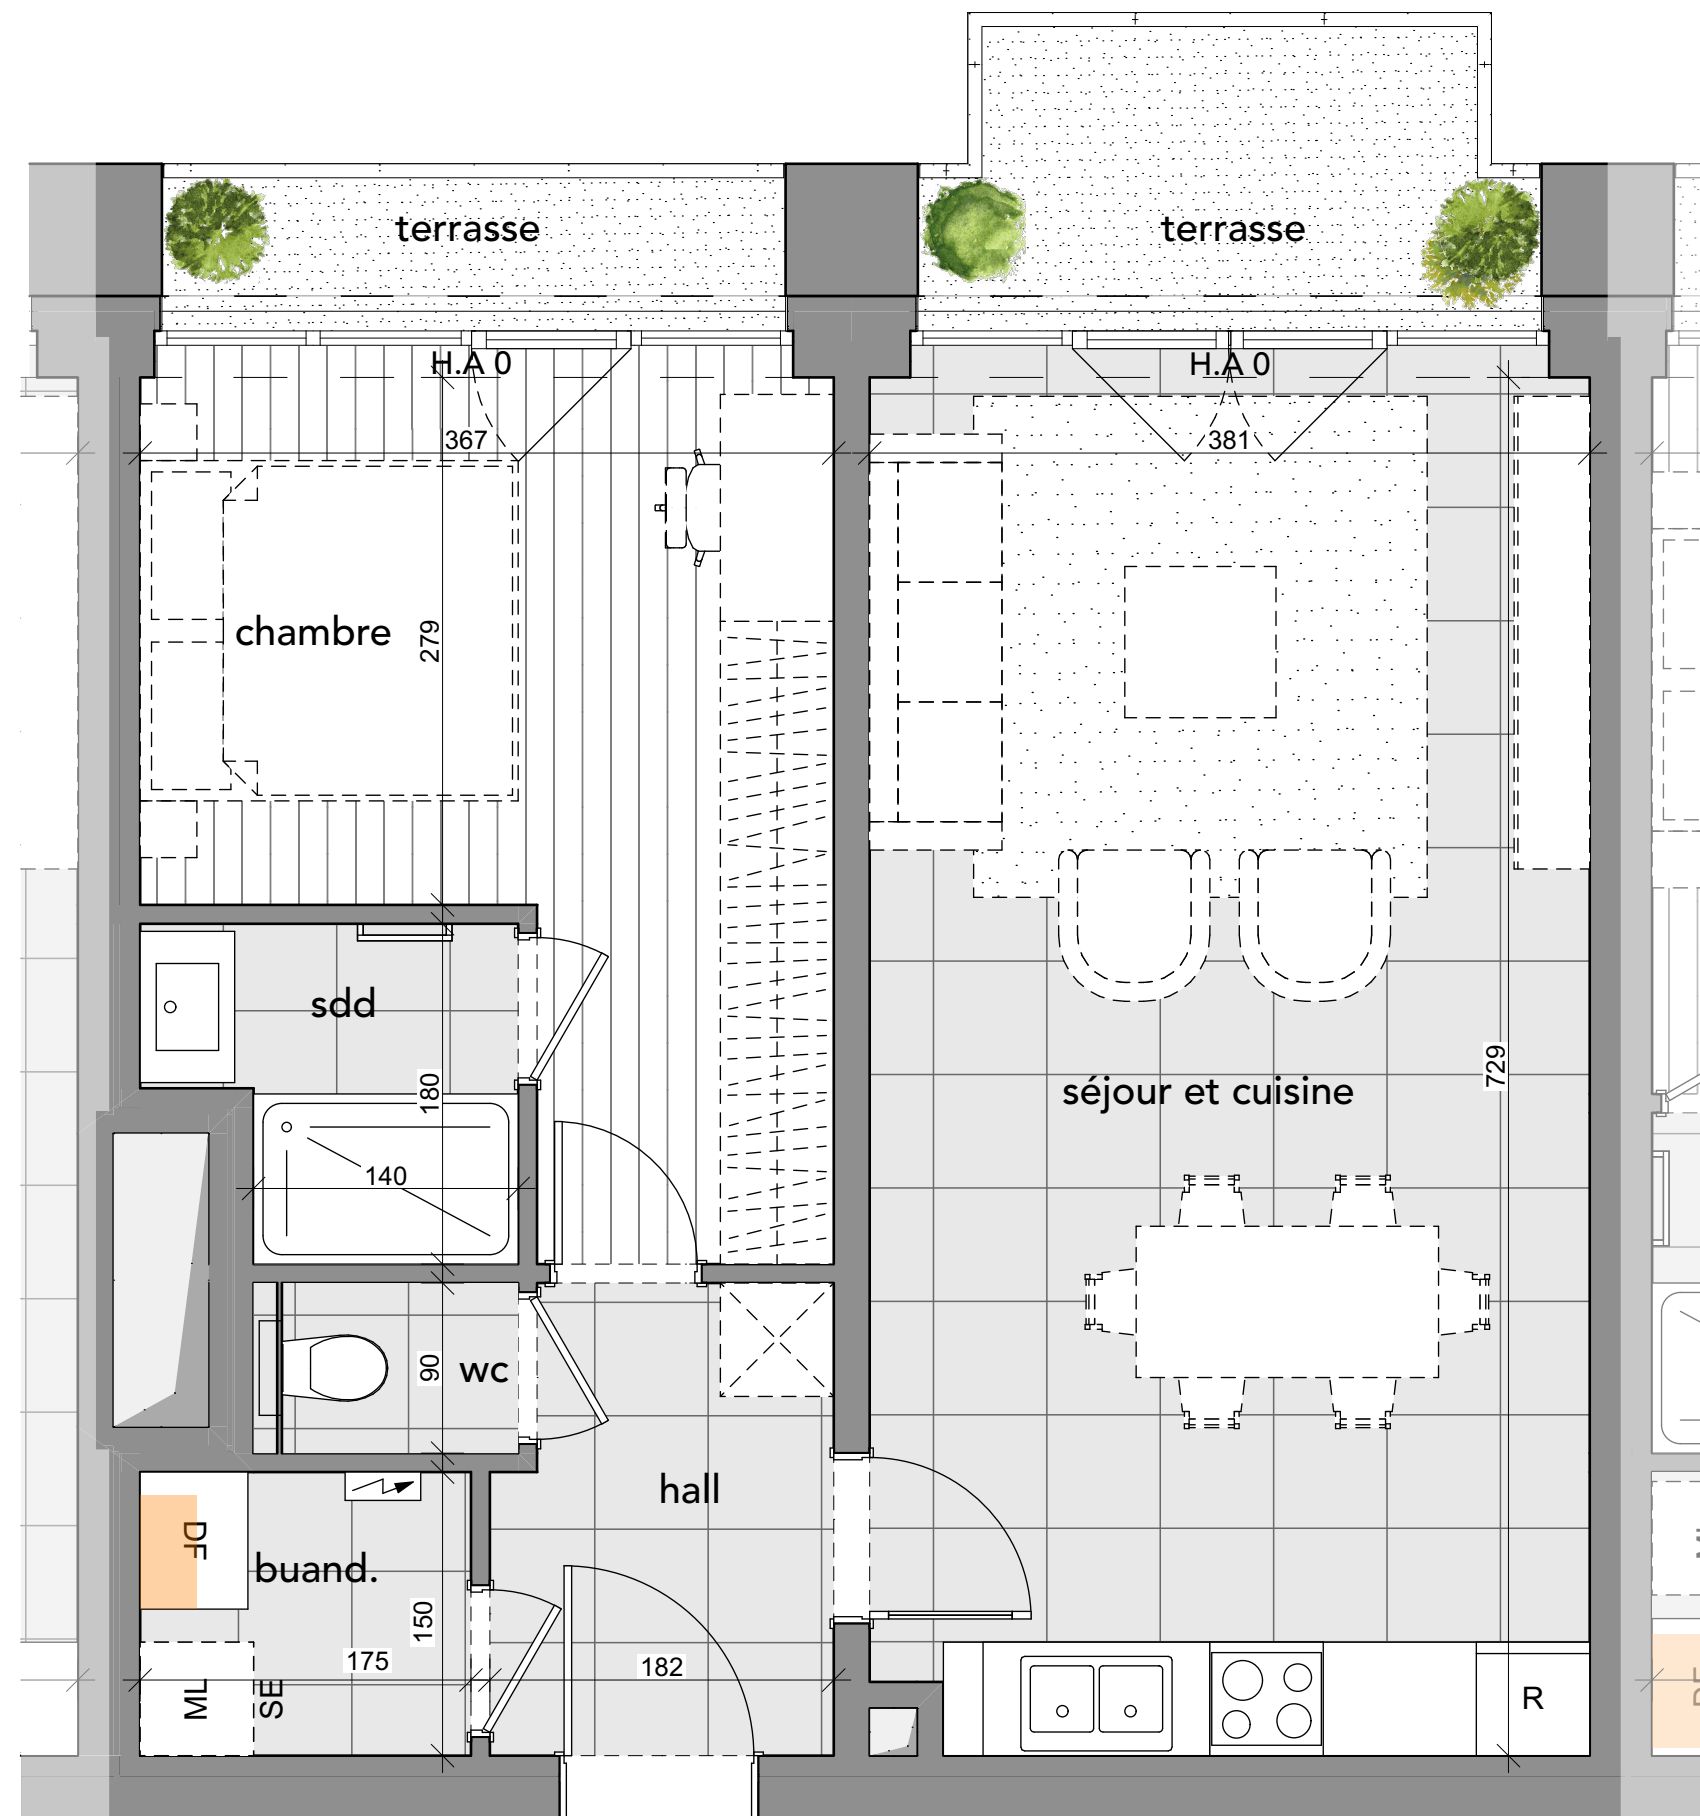 terrasse
terrasse
H.A 0
H.A 0
367
381
chambre
279
sdd
180
séjour et cuisine
729
140
90
wc
hall
DF
buand.
150
175
182
ML
SE
R